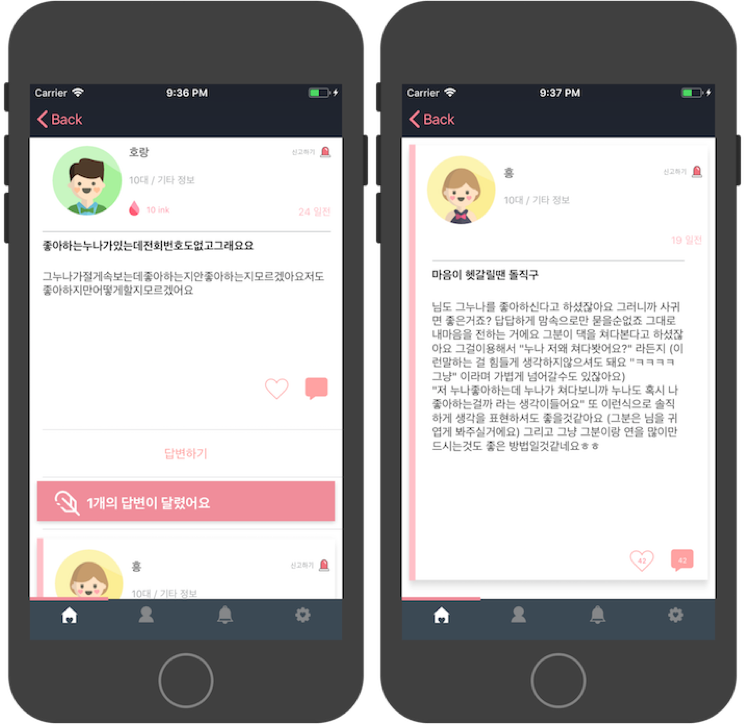 Carrier
9:36 PM
Back
호랑
신고하기
10대 / 기타 정보
10 ink
24 일전
좋아하는누나가있는데전회번호도없고그래요요
그누나가절게속보는데좋아하는지안좋아하는지모르겠아요저도
좋아하지만어떻게할지모르겠어요
답변하기
1개의 답변이 달렸어요
홍
신고하기
10대 / 기타 정보
Carrier
9:37 PM
Back
홍
신고하기
10대 / 기타 정보
19 일전
마음이 헷갈릴땐 돌직구
님도 그누나를 좋아하신다고 하셨잖아요 그러니까 사귀
면 좋은거죠? 답답하게 맘속으로만 묻을순없죠 그대로
내마음을 전하는 거에요 그분이 댁을 쳐다본다고 하셨잖
아요 그걸이용해서 "누나 저왜 쳐다봣어요?" 라든지 (이
런말하는 걸 힘들게 생각하지않으셔도 돼요 "ㅋㅋㅋㅋ
그냥" 이라며 가볍게 넘어갈수도 있잖아요)
"저 누나좋아하는데 누나가 쳐다보니까 누나도 혹시 나
좋아하는걸까 라는 생각이들어요" 또 이런식으로 솔직
하게 생각을 표현하셔도 좋을것같아요 (그분은 님을 귀
엽게 봐주실거에요) 그리고 그냥 그분이랑 연을 많이만
드시는것도 좋은 방법일것같네요ㅎㅎ
42
42